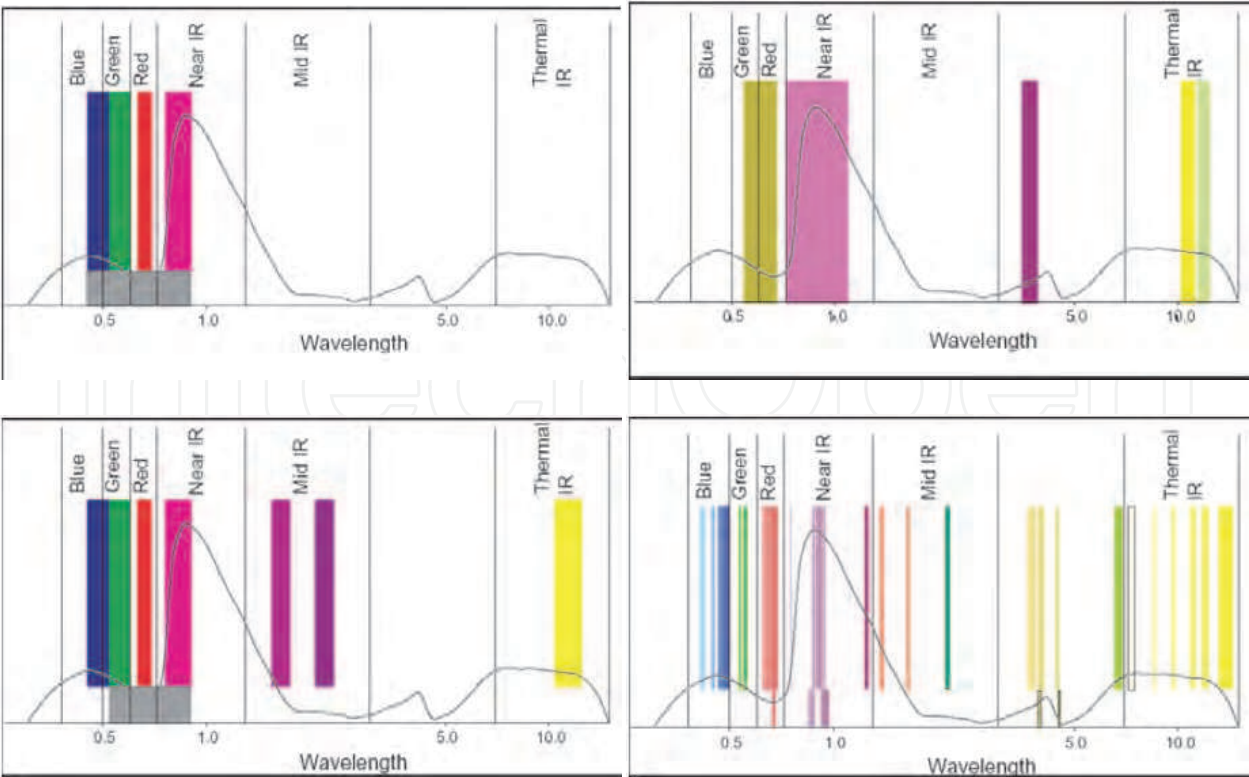 Blue
Green
Red
Near IR
Mid IR
Thermal
IR
0.5
1.0
5.0
10.0
Wavelength
Blue
Green
Red
Near IR
Mid IR
Thermal
IR
0.5
1.0
5.0
10.0
Wavelength
Blue
Green
Red
Near IR
Mid IR
Thermal
IR
0.5
1.0
5.0
10.0
Wavelength
Blue
Green
Red
Near IR
Mid IR
Thermal
IR
0.5
1.0
5.0
10.0
Wavelength